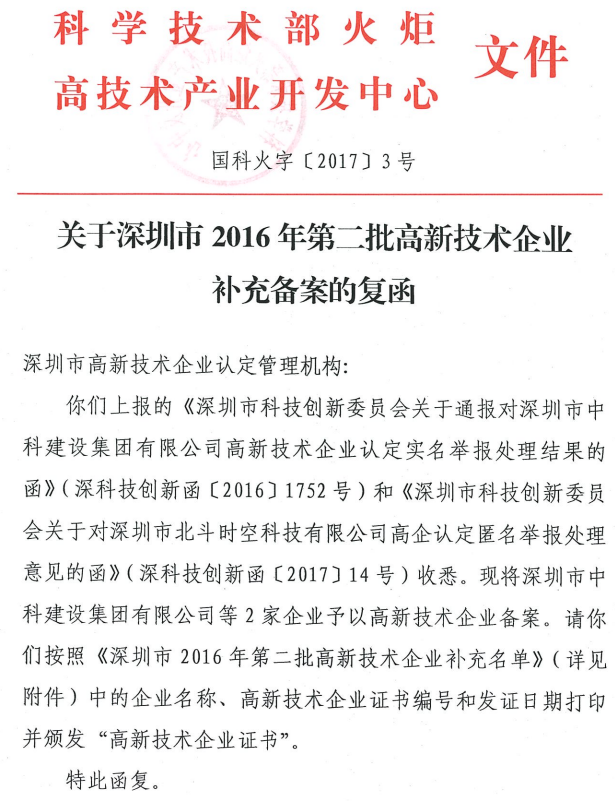 科学技术部火炬
高技术产业开发中心
文件
国科火字〔2017〕3号
关于深圳市 2016 年第二批高新技术企业
补充备案的复函
深圳市高新技术企业认定管理机构:
你们上报的《深圳市科技创新委员会关于通报对深圳市中
科建设集团有限公司高新技术企业认定实名举报处理结果的
函》(深科技创新函〔2016〕1752 号)和《深圳市科技创新委员
会关于对深圳市北斗时空科技有限公司高企认定匿名举报处理
意见的函》(深科技创新函〔2017〕14 号)收悉。现将深圳市中
科建设集团有限公司等 2 家企业予以高新技术企业备案。请你
们按照《深圳市 2016 年第二批高新技术企业补充名单》(详见
附件)中的企业名称、高新技术企业证书编号和发证日期打印
并颁发“高新技术企业证书”。
特此函复。